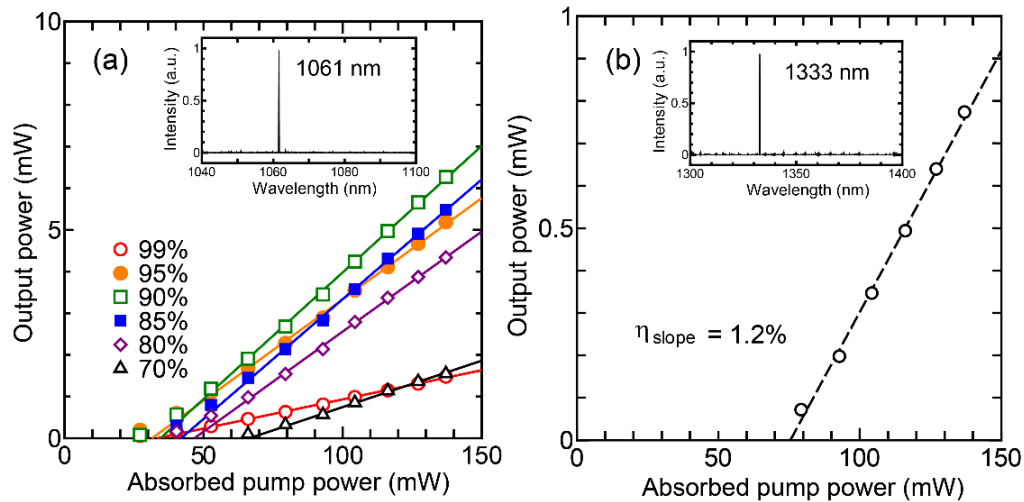 (a)
1061 nm
Intensity (a.u.)
1
0.5
0
1040 1060 1080 1100
Wavelength (nm)
Output power (mW)
10
5
0
99%
95%
90%
85%
80%
70%
0 50 100 150
Absorbed pump power (mW)
(b)
1333 nm
Intensity (a.u.)
1
0.5
0
1300 1350 1400
Wavelength (nm)
Output power (mW)
1
0.5
0
ηslope = 1.2%
0 50 100 150
Absorbed pump power (mW)